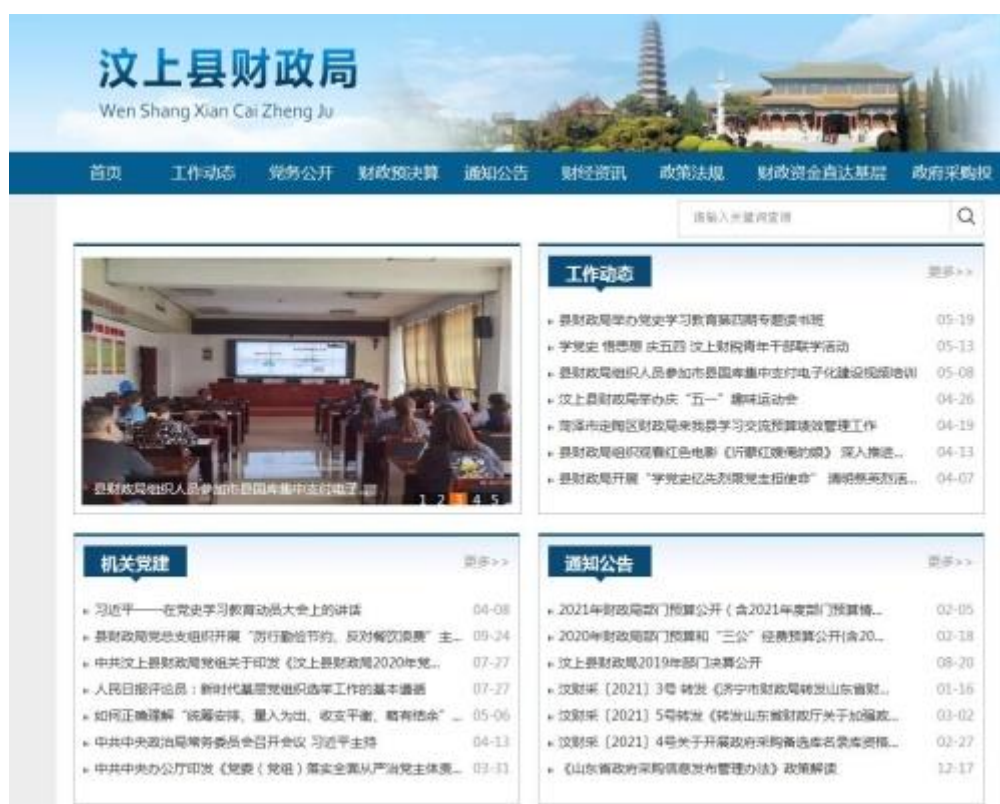 汶上县财政局
Wen Shang Xian Cai Zheng Ju
首页 工作动态 党务公开 财政预决算 通知公告 财经资讯 政策法规 财政资金直达基层 政府采购投
请输入关键词查询
县财政局组织人员参加市县国库集中支付电子...
1 2 3 4 5
工作动态 更多>>
县财政局举办党史学习教育第四期专题读书班 05-19
学党史 悟思想 庆五四 汶上财税青年干部联学活动 05-13
县财政局组织人员参加市县国库集中支付电子化建设视频培训 05-08
汶上县财政局举办庆“五一”趣味运动会 04-26
菏泽市定陶区财政局来我县学习交流预算绩效管理工作 04-19
县财政局组织观看红色电影《沂蒙红嫂俺的娘》 深入推进... 04-13
县财政局开展“学党史忆先烈跟党走担使命” 清明祭英烈活... 04-07
机关党建 更多>>
习近平——在党史学习教育动员大会上的讲话 04-08
县财政局党总支组织开展“厉行勤俭节约、反对餐饮浪费”主... 09-24
中共汶上县财政局党组关于印发《汶上县财政局2020年党... 07-27
人民日报评论员：新时代基层党组织选举工作的基本遵循 07-27
如何正确理解“统筹安排、量入为出、收支平衡、略有结余”... 05-06
中共中央政治局常务委员会召开会议 习近平主持 04-13
中共中央办公厅印发《党委（党组）落实全面从严治党主体责... 03-31
通知公告 更多>>
2021年财政局部门预算公开（含2021年度部门预算情... 02-05
2020年财政局部门预算和“三公”经费预算公开(含20... 02-18
汶上县财政局2019年部门决算公开 08-20
汶财采〔2021〕3号 转发《济宁市财政局转发山东省财... 01-16
汶财采〔2021〕5号转发《转发山东省财政厅关于加强政... 03-02
汶财采〔2021〕4号关于开展政府采购备选库名录库资格... 02-27
《山东省政府采购信息发布管理办法》政策解读 12-17